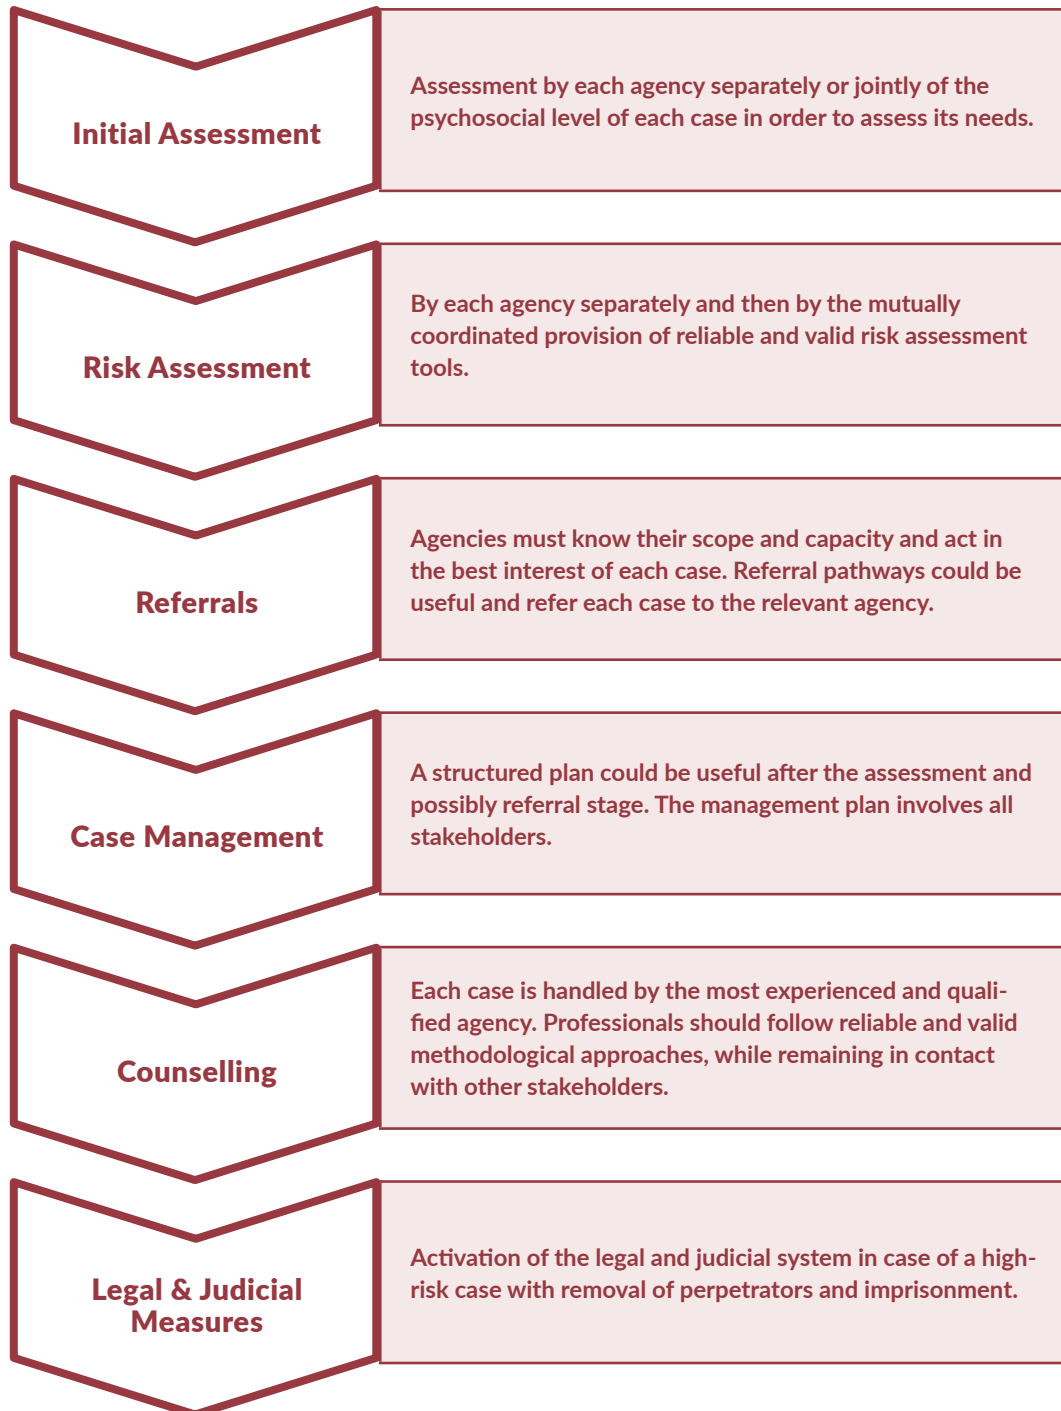 Initial Assessment
Assessment by each agency separately or jointly of the
psychosocial level of each case in order to assess its needs.
Risk Assessment
By each agency separately and then by the mutually
coordinated provision of reliable and valid risk assessment
tools.
Referrals
Agencies must know their scope and capacity and act in
the best interest of each case. Referral pathways could be
useful and refer each case to the relevant agency.
Case Management
A structured plan could be useful after the assessment and
possibly referral stage. The management plan involves all
stakeholders.
Counselling
Each case is handled by the most experienced and quali-
fied agency. Professionals should follow reliable and valid
methodological approaches, while remaining in contact
with other stakeholders.
Legal & Judicial
Measures
Activation of the legal and judicial system in case of a high-
risk case with removal of perpetrators and imprisonment.